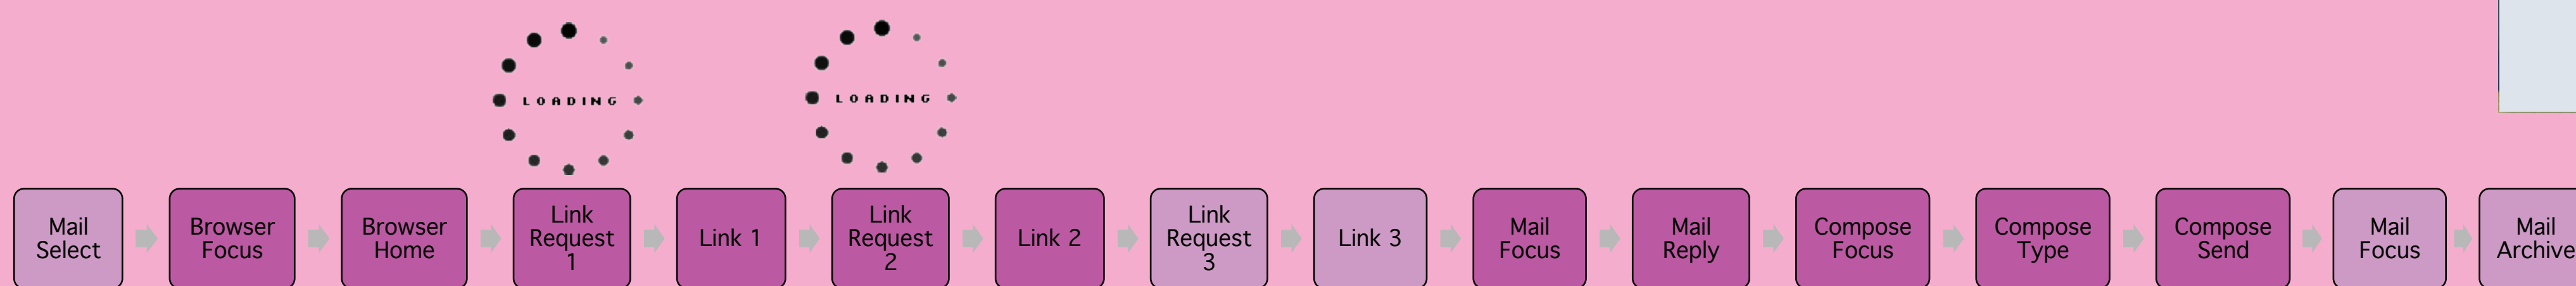 LOADING
LOADING
Mail
Select
Browser
Focus
Browser
Home
Link
Request
1
Link 1
Link
Request
2
Link 2
Link
Request
3
Link 3
Mail
Focus
Mail
Reply
Compose
Focus
Compose
Type
Compose
Send
Mail
Focus
Mail
Archive